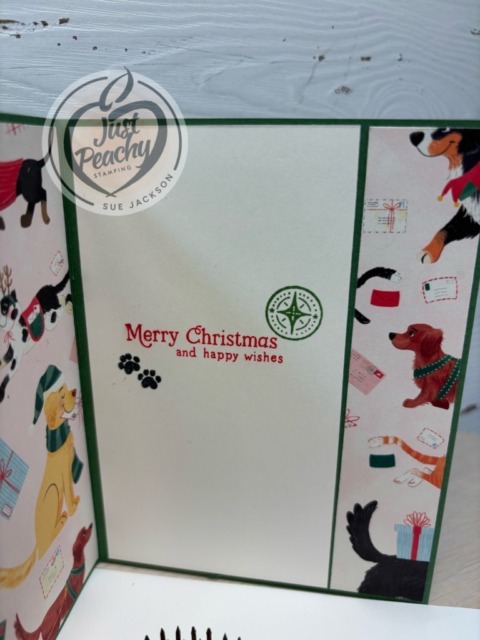 Just
Peachy
STAMPING
SUE JACKSON
Merry Christmas
and happy wishes